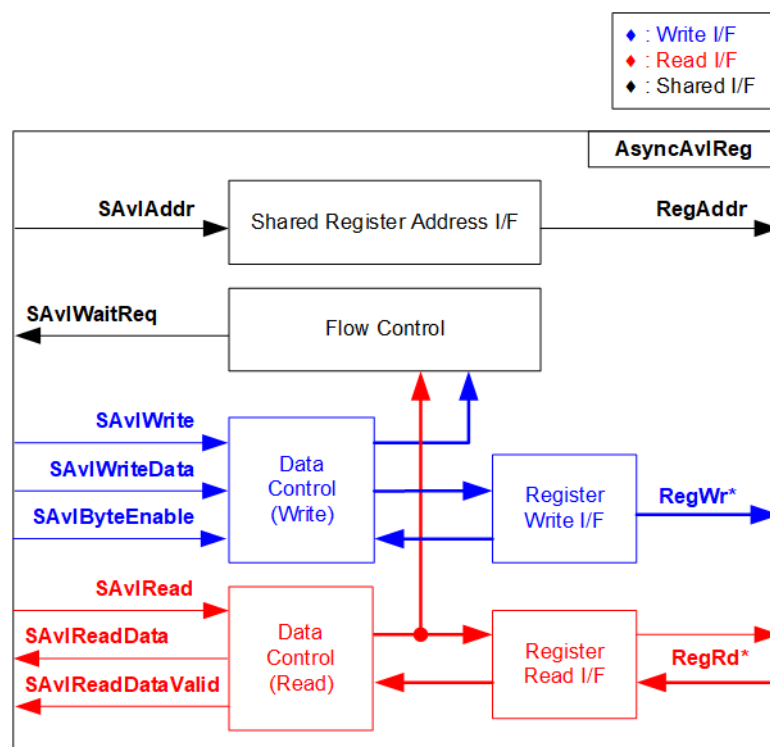 ♦ : Write I/F
♦ : Read I/F
♦ : Shared I/F
AsyncAvlReg
SAvlAddr
Shared Register Address I/F
RegAddr
SAvlWaitReq
Flow Control
SAvlWrite
SAvlWriteData
SAvlByteEnable
Data
Control
(Write)
Register
Write I/F
RegWr*
SAvlRead
SAvlReadData
SAvlReadDataValid
Data
Control
(Read)
Register
Read I/F
RegRd*